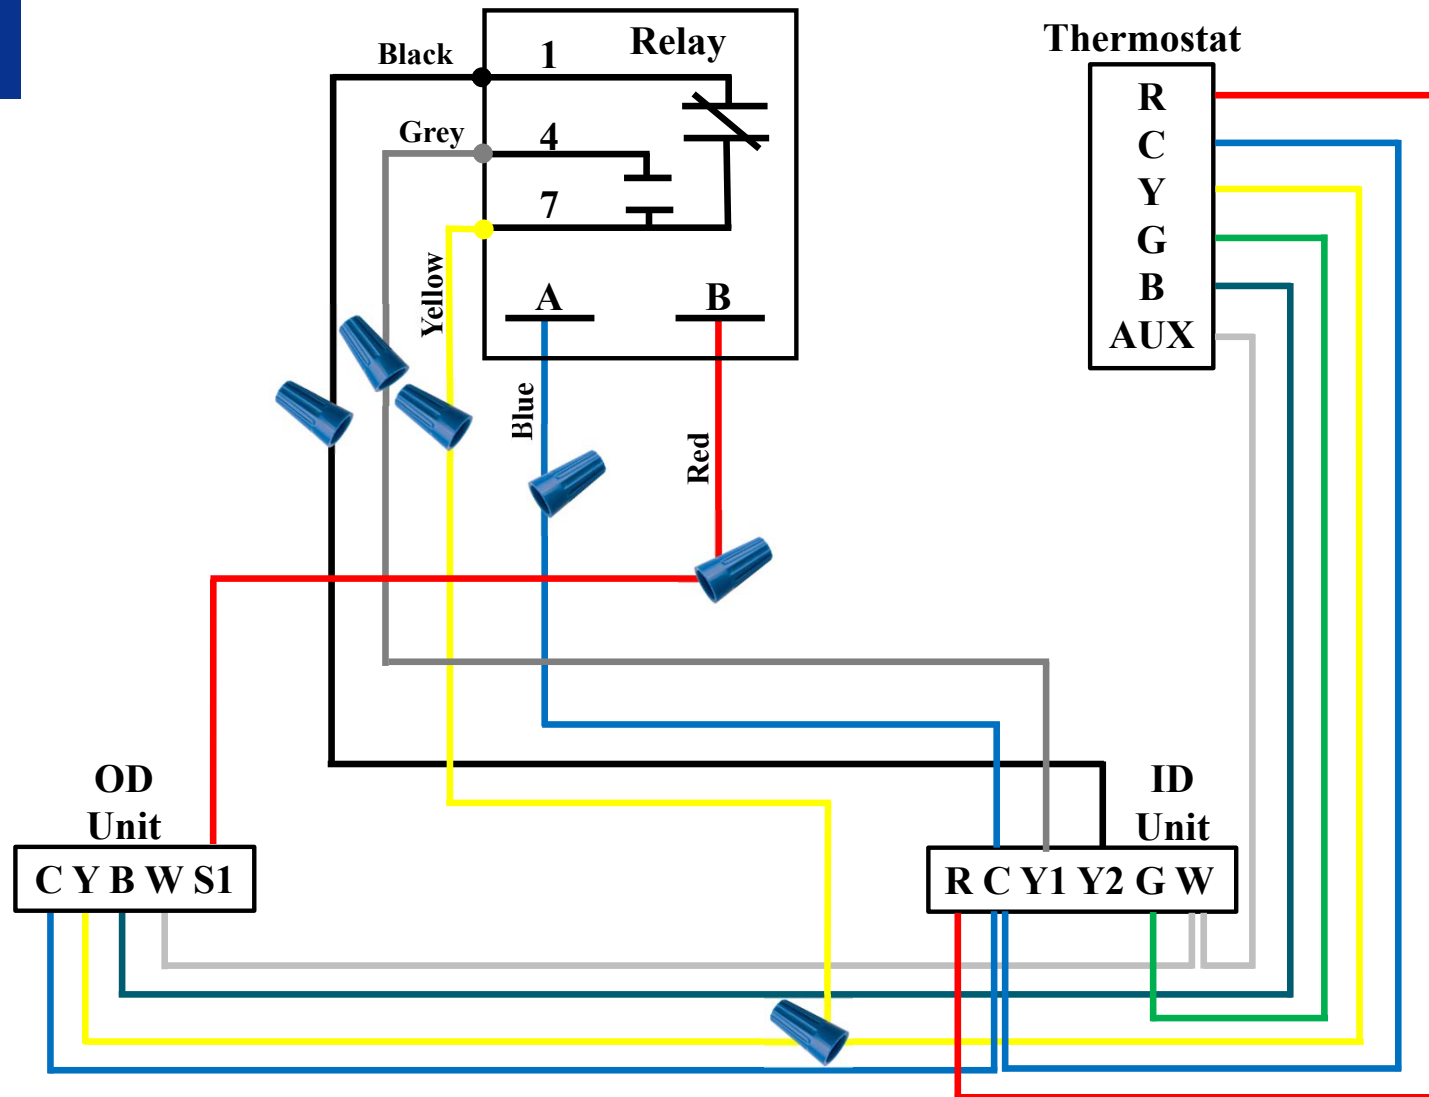 Relay
Black
1
Grey
4
7
Yellow
A
B
Blue
Red
Thermostat
R
C
Y
G
B
AUX
OD
Unit
C Y B W S1
ID
Unit
R C Y1 Y2 G W